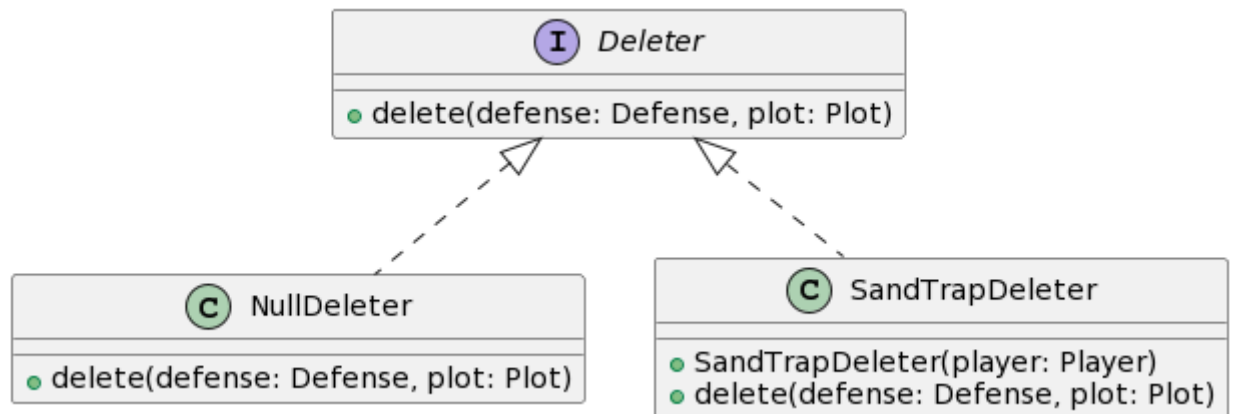 I Deleter
delete(defense: Defense, plot: Plot)
C NullDeleter
delete(defense: Defense, plot: Plot)
C SandTrapDeleter
SandTrapDeleter(player: Player)
delete(defense: Defense, plot: Plot)